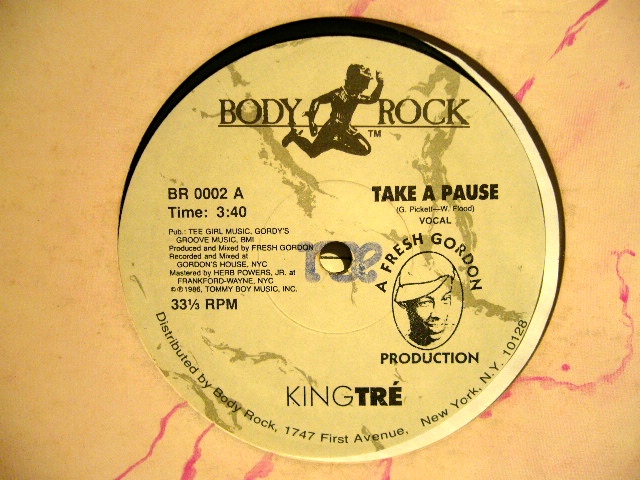 BODY ROCK
TM
BR 0002 A
Time: 3:40
Pub.: TEE GIRL MUSIC, GORDY'S
GROOVE MUSIC, BMI
Produced and Mixed by FRESH GORDON
Recorded and Mixed at
GORDON'S HOUSE, NYC
Mastered by HERB POWERS, JR. at
FRANKFORD-WAYNE, NYC
©℗1986, TOMMY BOY MUSIC, INC.
33⅓ RPM
TAKE A PAUSE
(G. Pickett—W. Flood)
VOCAL
A FRESH GORDON
PRODUCTION
KINGTRÉ
Distributed by Body Rock, 1747 First Avenue, New York, N.Y. 10128